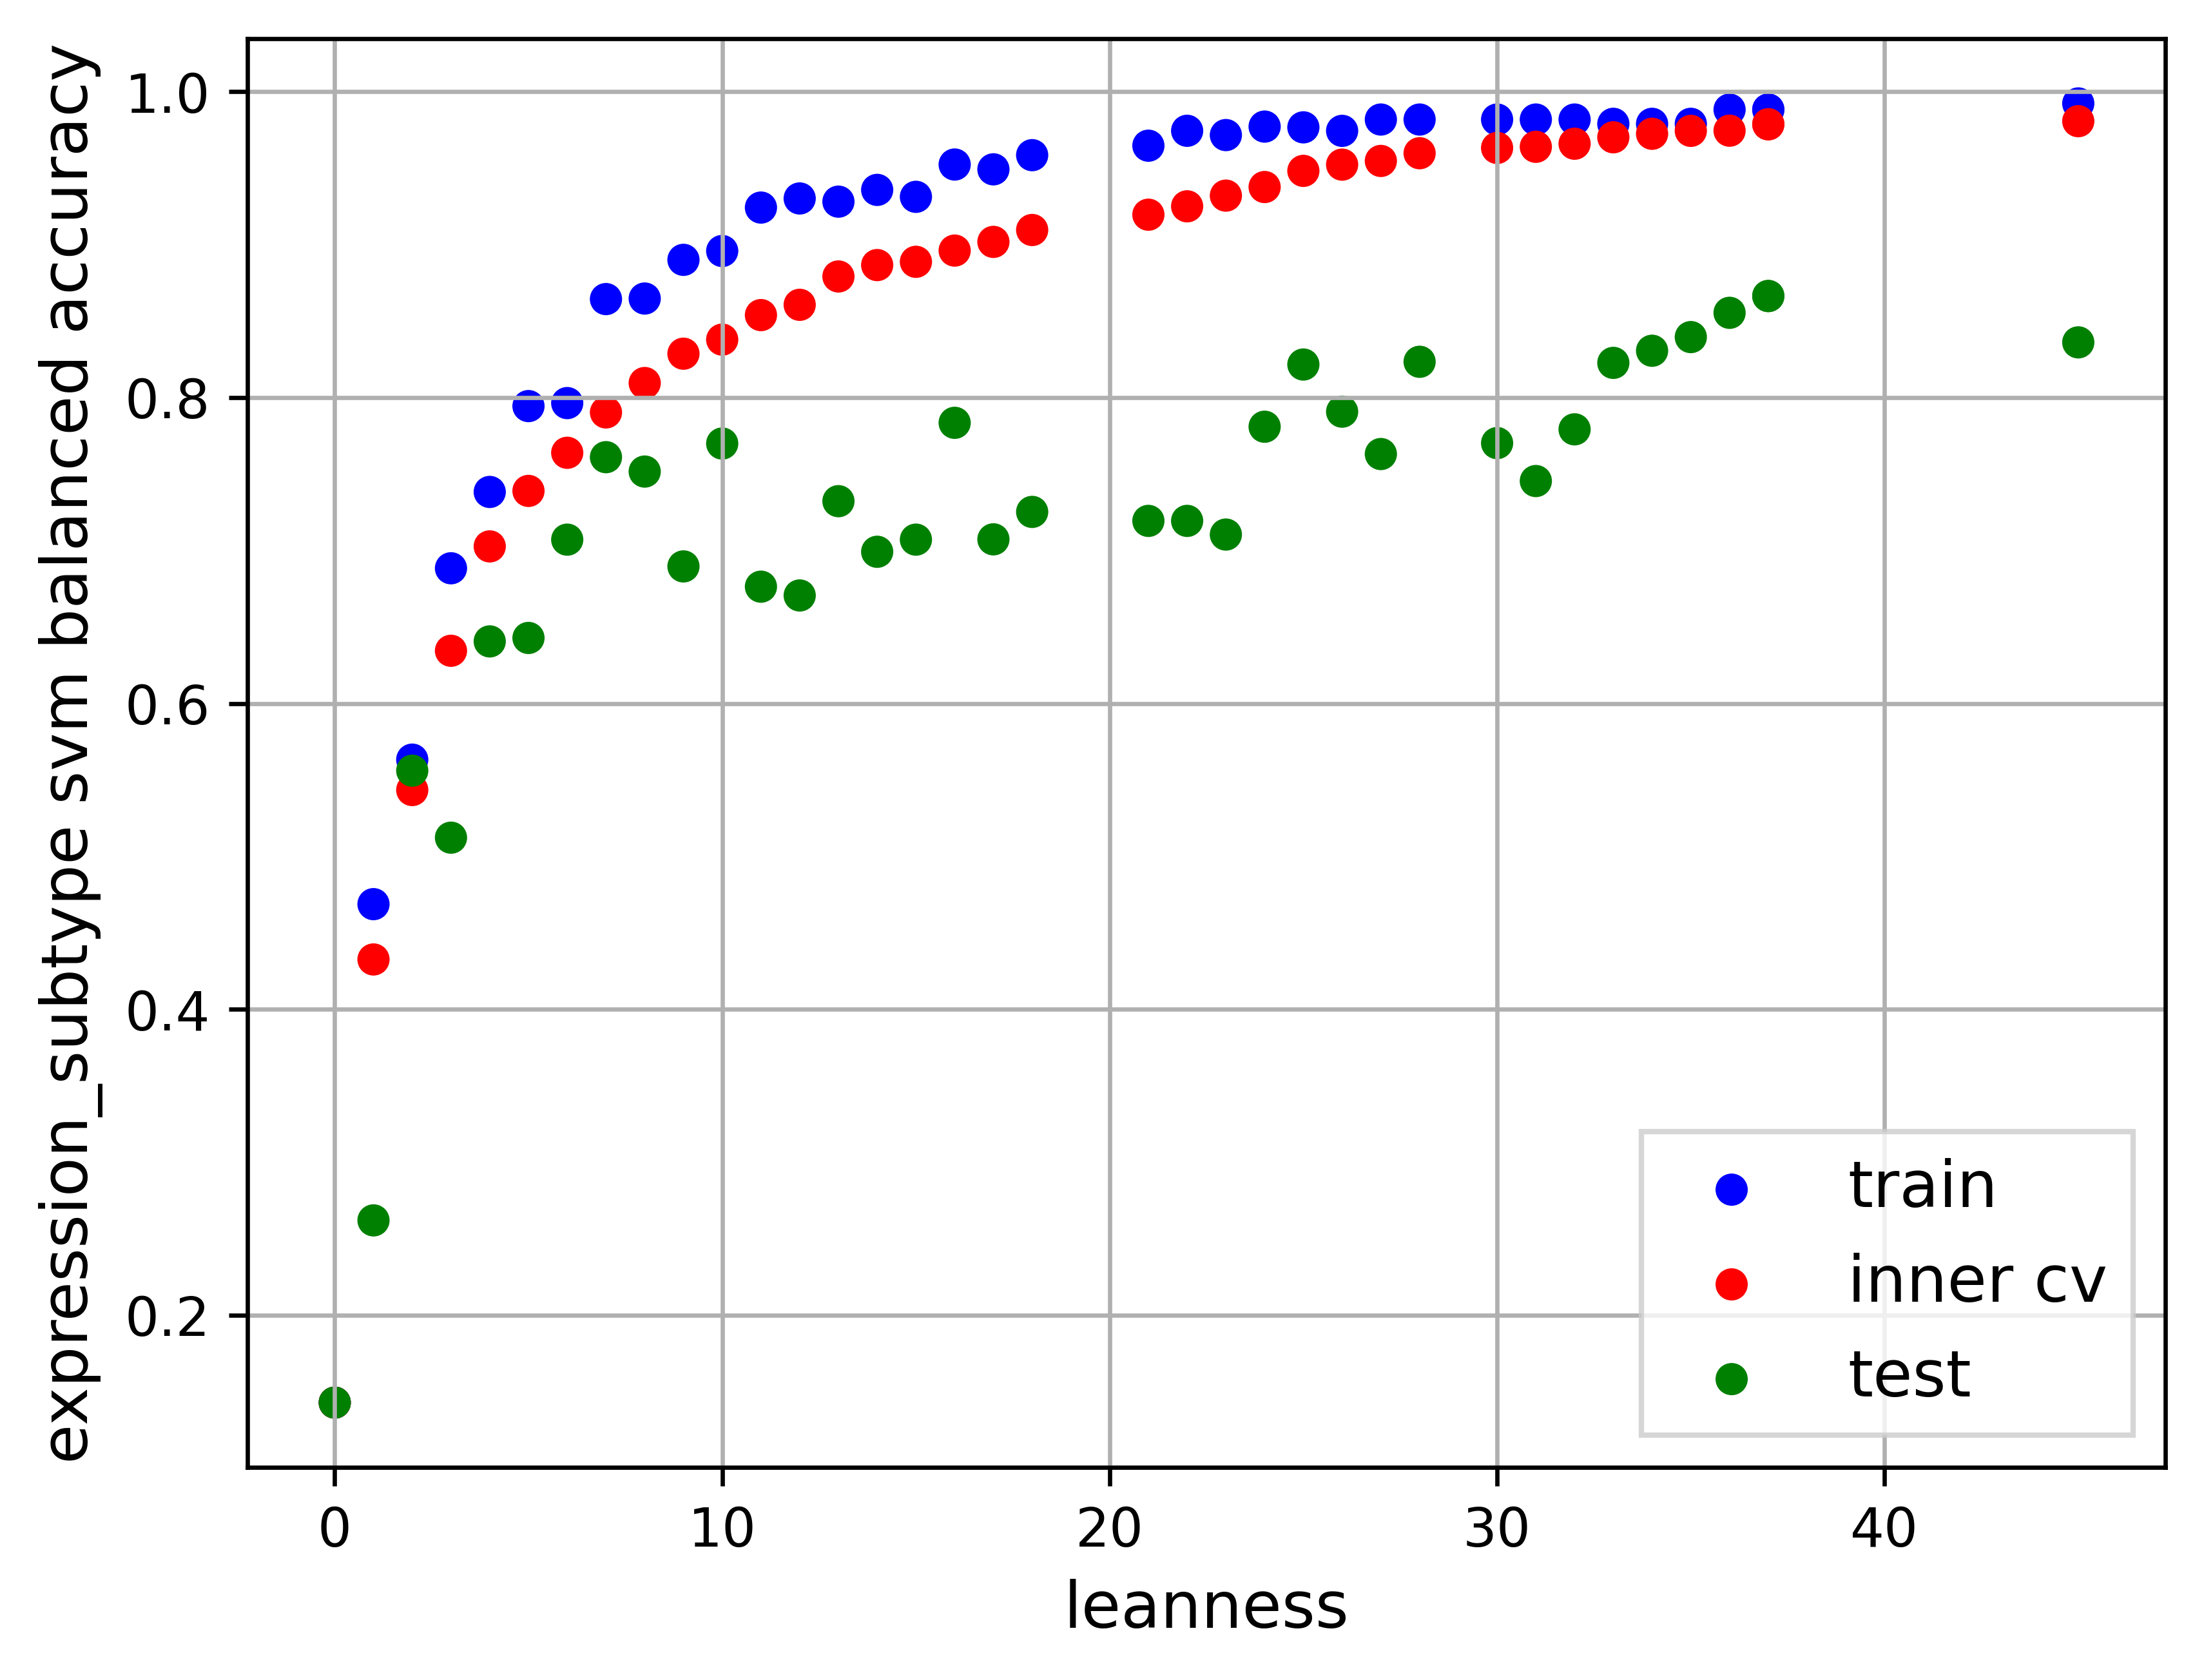 expression_subtype svm balanced accuracy
1.0
0.8
0.6
0.4
0.2
0 10 20 30 40
leanness
train
inner cv
test